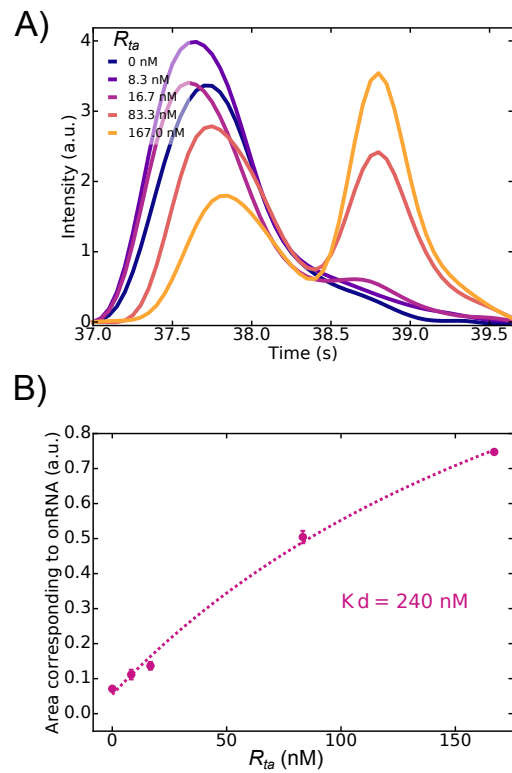 A)
R_ta
0 nM
8.3 nM
16.7 nM
83.3 nM
167.0 nM
Intensity (a.u.)
4
3
2
1
0
37.0 37.5 38.0 38.5 39.0 39.5
Time (s)
B)
Area corresponding to onRNA (a.u.)
0.8
0.7
0.6
0.5
0.4
0.3
0.2
0.1
0.0
Kd = 240 nM
0 50 100 150
R_ta (nM)